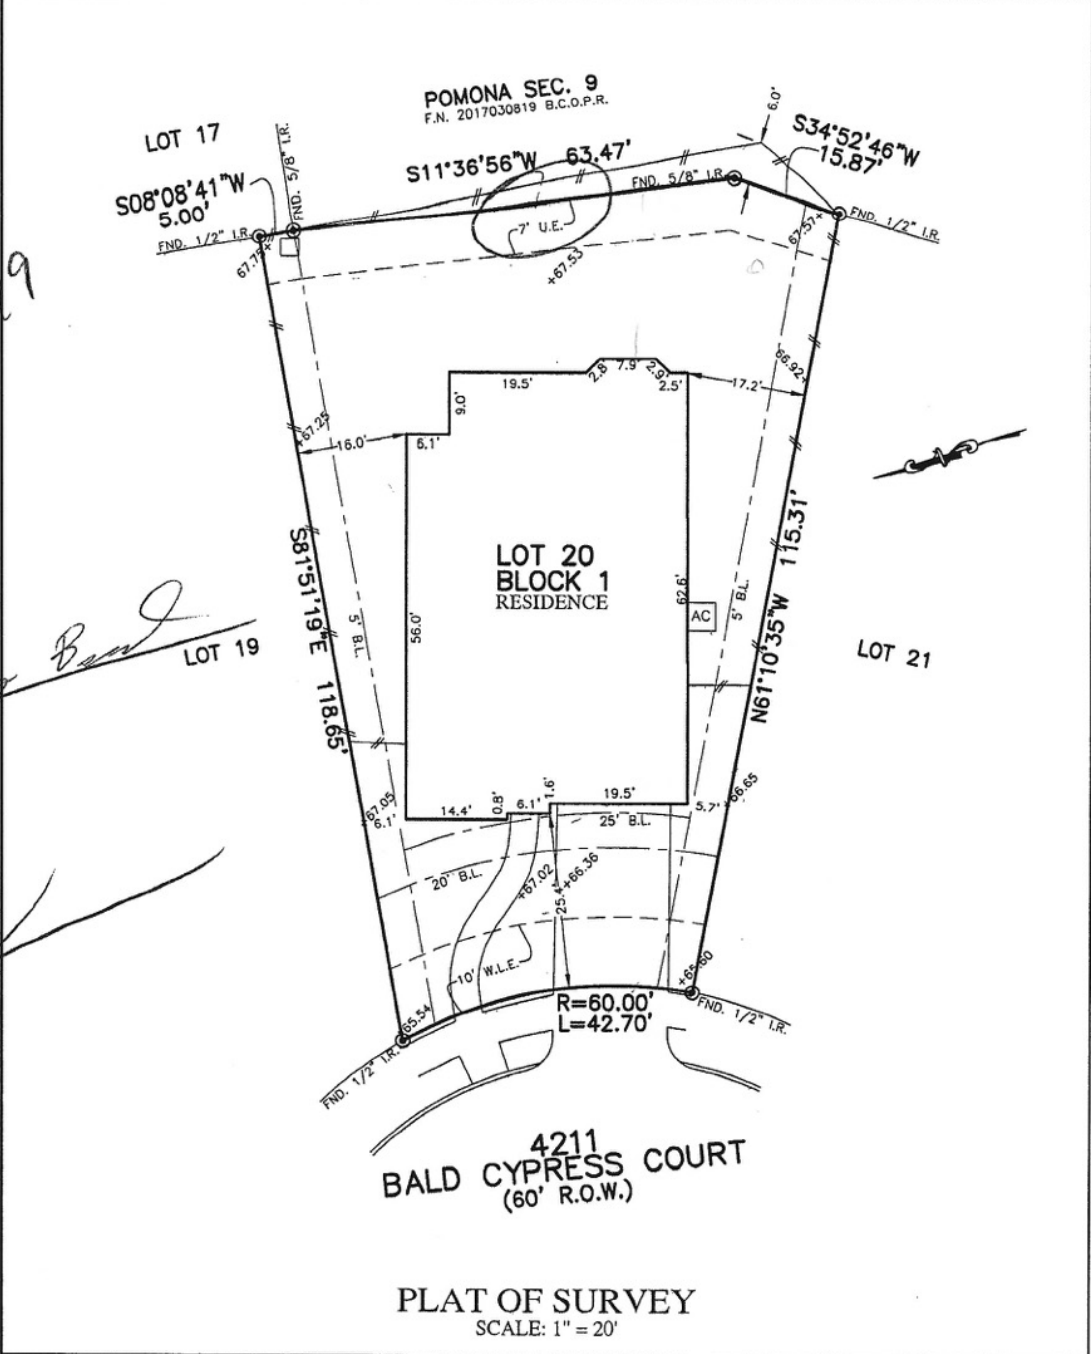 POMONA SEC. 9
F.N. 2017030819 B.C.O.P.R.
LOT 17
6.0'
S34°52'46"W
15.87'
S11°36'56"W 63.47'
FND. 5/8" I.R.
FND. 5/8" I.R.
S08°08'41"W
5.00'
FND. 1/2" I.R.
FND. 1/2" I.R.
7' U.E.
67.75+
67.57+
+67.53
9
66.92+
19.5'
2.8'
7.9'
2.9'
2.5'
17.2'
9.0'
6.1'
16.0'
+67.25
S81°51'19"E 118.65'
N61°10'35"W 115.31'
LOT 20
BLOCK 1
RESIDENCE
62.6'
56.0'
AC
5' B.L.
5' B.L.
LOT 19
LOT 21
+67.05
6.1'
14.4'
0.8'
6.1'
1.6'
19.5'
5.7'
+66.65
25' B.L.
20' B.L.
+67.02
+66.36
25.4'
10' W.L.E.
+65.60
+65.54
R=60.00'
L=42.70'
FND. 1/2" I.R.
FND. 1/2" I.R.
4211
BALD CYPRESS COURT
(60' R.O.W.)
PLAT OF SURVEY
SCALE: 1" = 20'